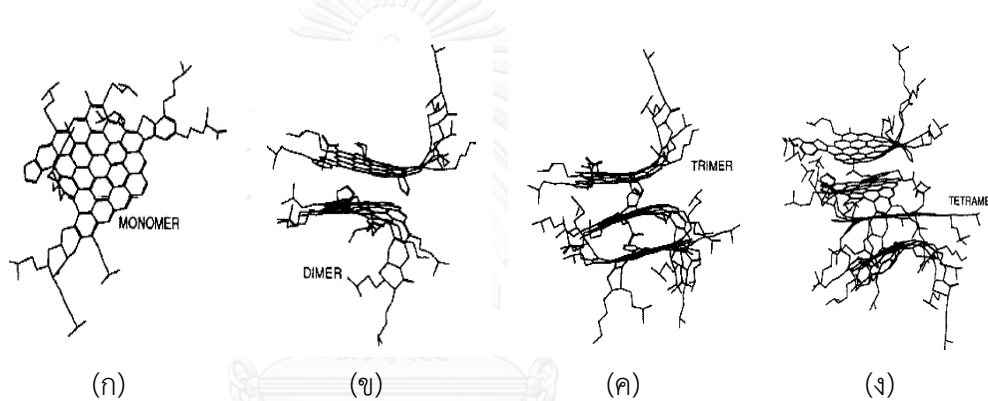 MONOMER
DIMER
TRIMER
TETRAME
(ก)
(ข)
(ค)
(ง)